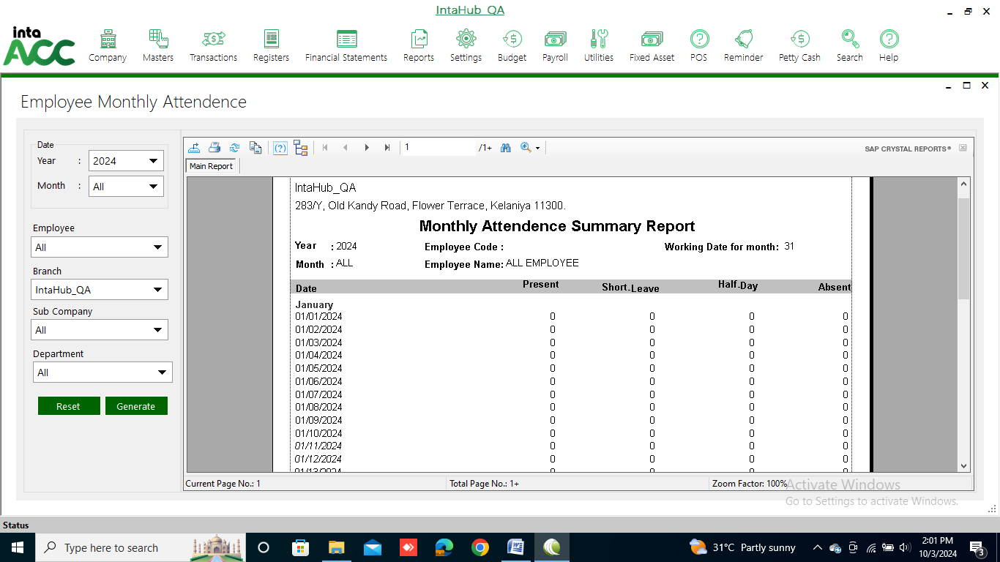 IntaHub_QA
inta
ACC
Company
Masters
Transactions
Registers
Financial Statements
Reports
Settings
Budget
Payroll
Utilities
Fixed Asset
POS
Reminder
Petty Cash
Search
Help
Employee Monthly Attendence
Date
Year : 2024
Month : All
Employee
All
Branch
IntaHub_QA
Sub Company
All
Department
All
Reset Generate
1 /1+
SAP CRYSTAL REPORTS®
Main Report
IntaHub_QA
283/Y, Old Kandy Road, Flower Terrace, Kelaniya 11300.
Monthly Attendence Summary Report
Year : 2024 Employee Code : Working Date for month: 31
Month : ALL Employee Name: ALL EMPLOYEE
Date Present Short-Leave Half-Day Absent
January
01/01/2024 0 0 0 0
01/02/2024 0 0 0 0
01/03/2024 0 0 0 0
01/04/2024 0 0 0 0
01/05/2024 0 0 0 0
01/06/2024 0 0 0 0
01/07/2024 0 0 0 0
01/08/2024 0 0 0 0
01/09/2024 0 0 0 0
01/10/2024 0 0 0 0
01/11/2024 0 0 0 0
01/12/2024 0 0 0 0
01/13/2024 0 0 0 0
Current Page No.: 1 Total Page No.: 1+ Zoom Factor: 100%
Activate Windows
Go to Settings to activate Windows.
Status
Type here to search
31°C Partly sunny
2:01 PM
10/3/2024
3